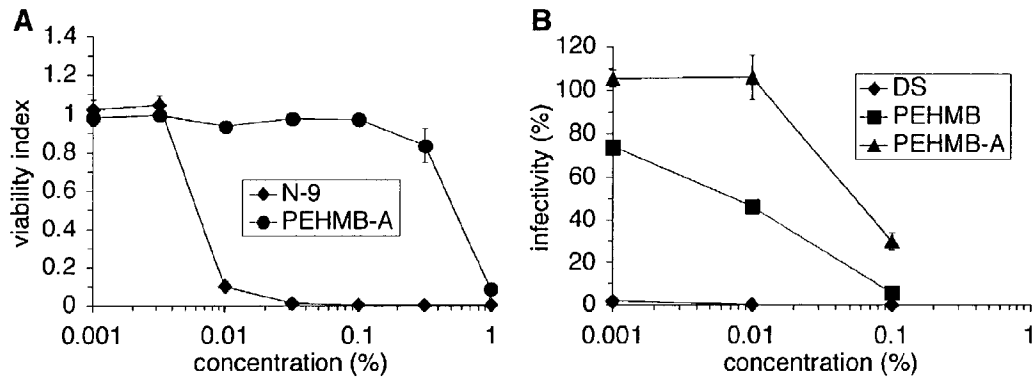 A
1.4
1.2
1
0.8
0.6
0.4
0.2
0
viability index
N-9
PEHMB-A
0.001
0.01
0.1
1
concentration (%)
B
120
100
80
60
40
20
0
infectivity (%)
DS
PEHMB
PEHMB-A
0.001
0.01
0.1
1
concentration (%)